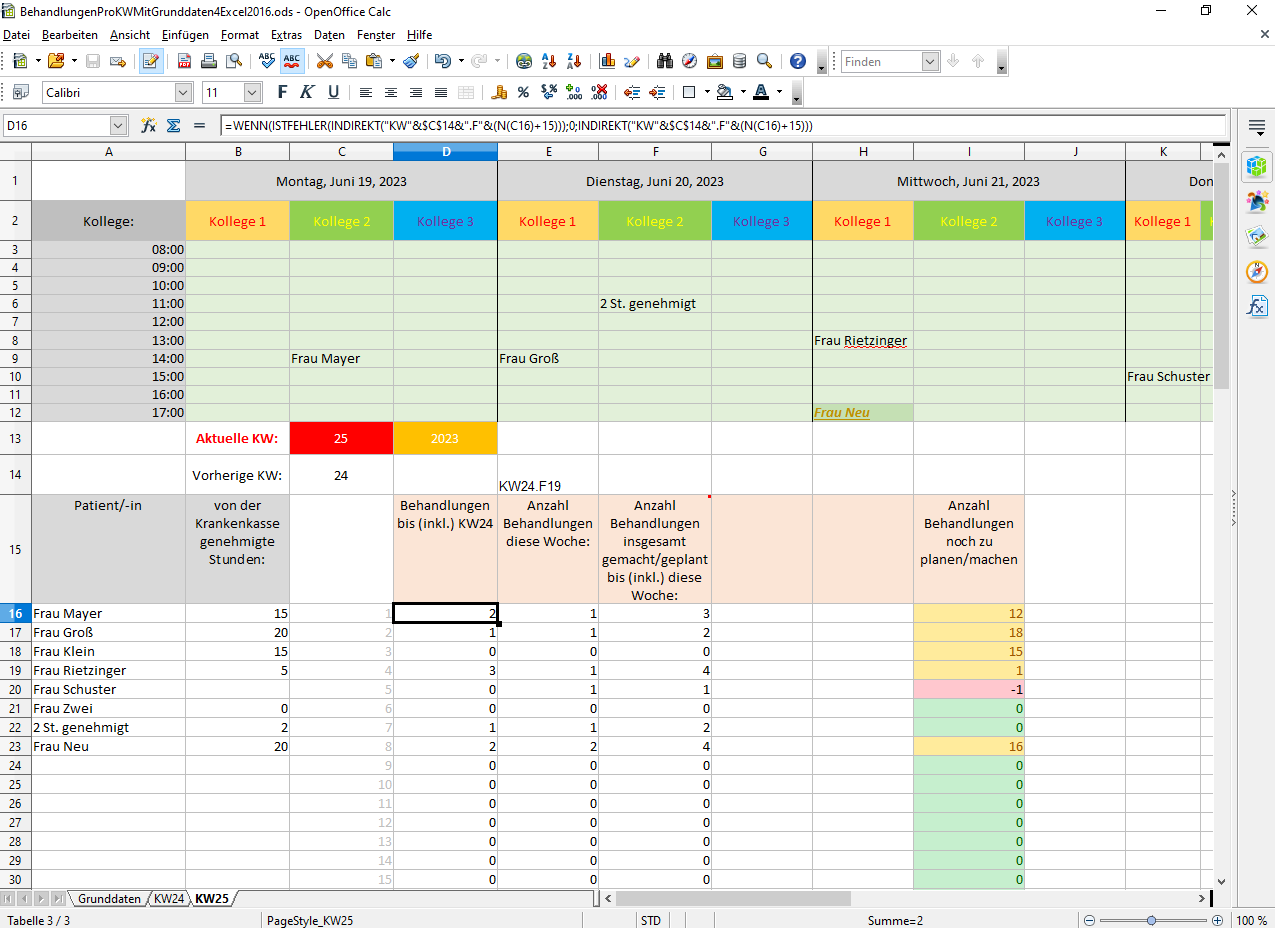 BehandlungenProKWMitGrunddaten4Excel2016.ods - OpenOffice Calc
Datei Bearbeiten Ansicht Einfügen Format Extras Daten Fenster Hilfe
Finden
Calibri 11 F K U
D16 =WENN(ISTFEHLER(INDIREKT("KW"&$C$14&".F"&(N(C16)+15)));0;INDIREKT("KW"&$C$14&".F"&(N(C16)+15)))
A B C D E F G H I J K
1 Montag, Juni 19, 2023 Dienstag, Juni 20, 2023 Mittwoch, Juni 21, 2023 Don
2 Kollege: Kollege 1 Kollege 2 Kollege 3 Kollege 1 Kollege 2 Kollege 3 Kollege 1 Kollege 2 Kollege 3 Kollege 1
3 08:00
4 09:00
5 10:00
6 11:00 2 St. genehmigt
7 12:00
8 13:00 Frau Rietzinger
9 14:00 Frau Mayer Frau Groß
10 15:00 Frau Schuster
11 16:00
12 17:00 Frau Neu
13 Aktuelle KW: 25 2023
14 Vorherige KW: 24 KW24.F19
15
Patient/-in
von der
Krankenkasse
genehmigte
Stunden:
Behandlungen
bis (inkl.) KW24
Anzahl
Behandlungen
diese Woche:
Anzahl
Behandlungen
insgesamt
gemacht/geplant
bis (inkl.) diese
Woche:
Anzahl
Behandlungen
noch zu
planen/machen
16 Frau Mayer 15 1 2 1 3 12
17 Frau Groß 20 2 1 1 2 18
18 Frau Klein 15 3 0 0 0 15
19 Frau Rietzinger 5 4 3 1 4 1
20 Frau Schuster 5 0 1 1 -1
21 Frau Zwei 0 6 0 0 0 0
22 2 St. genehmigt 2 7 1 1 2 0
23 Frau Neu 20 8 2 2 4 16
24 9 0 0 0 0
25 10 0 0 0 0
26 11 0 0 0 0
27 12 0 0 0 0
28 13 0 0 0 0
29 14 0 0 0 0
30 15 0 0 0 0
Grunddaten KW24 KW25
Tabelle 3 / 3 PageStyle_KW25 STD Summe=2 100 %